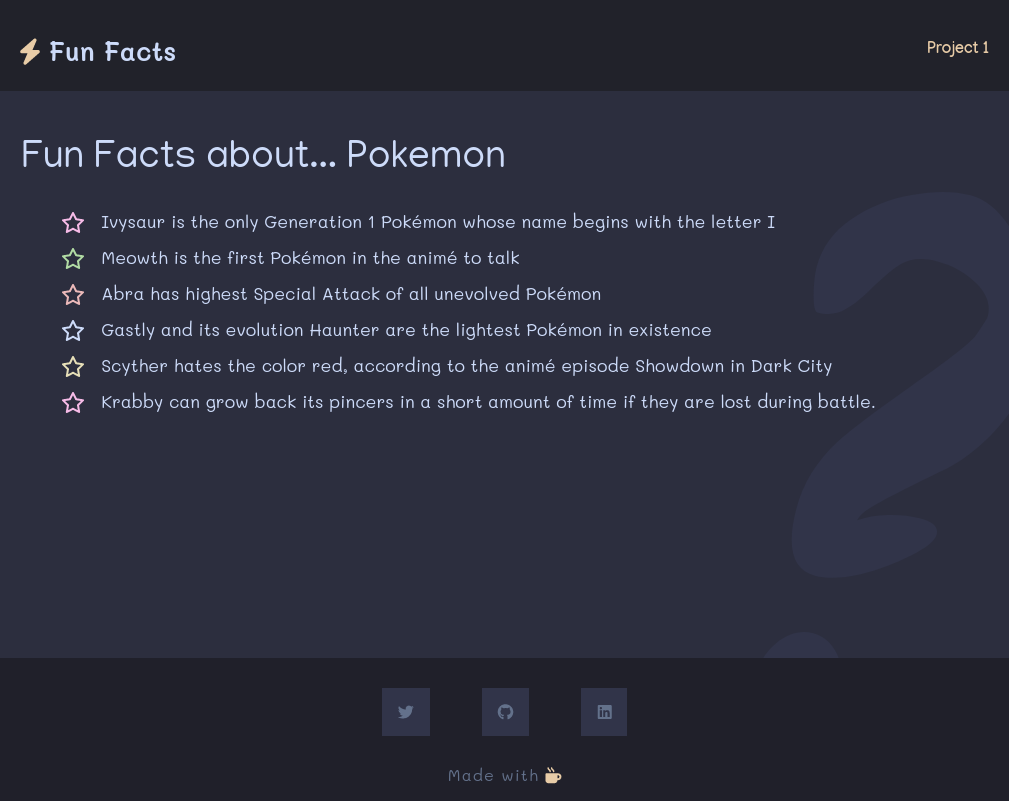 Fun Facts
Project 1
Fun Facts about... Pokemon
Ivysaur is the only Generation 1 Pokémon whose name begins with the letter I
Meowth is the first Pokémon in the animé to talk
Abra has highest Special Attack of all unevolved Pokémon
Gastly and its evolution Haunter are the lightest Pokémon in existence
Scyther hates the color red, according to the animé episode Showdown in Dark City
Krabby can grow back its pincers in a short amount of time if they are lost during battle.
Made with